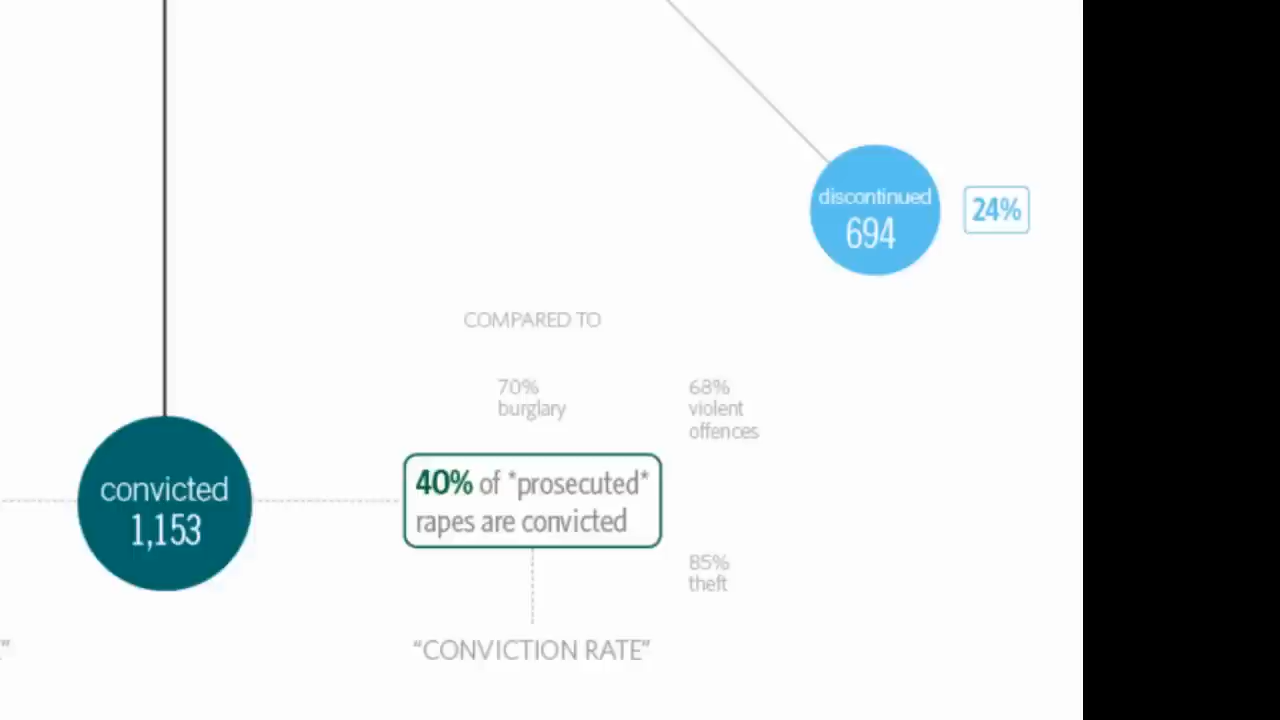 discontinued
694
24%
COMPARED TO
70%
burglary
68%
violent
offences
convicted
1,153
40% of *prosecuted*
rapes are convicted
85%
theft
"
“CONVICTION RATE”